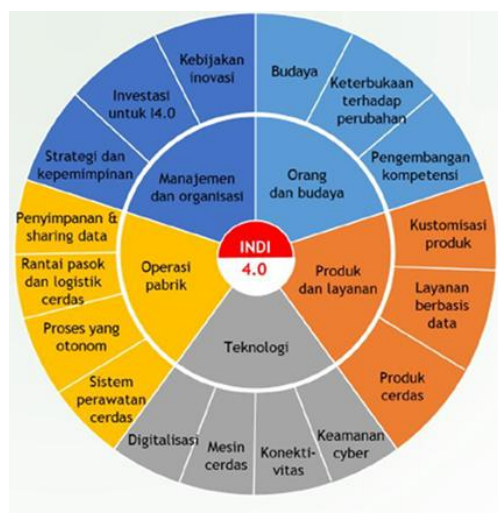 Kebijakan
inovasi
Budaya
Investasi
untuk I4.0
Keterbukaan
terhadap
perubahan
Strategi dan
kepemimpinan
Manajemen
dan organisasi
Orang
dan budaya
Pengembangan
kompetensi
Penyimpanan &
sharing data
Kustomisasi
produk
INDI
4.0
Rantai pasok
dan logistik
cerdas
Operasi
pabrik
Produk
dan layanan
Layanan
berbasis
data
Proses yang
otonom
Teknologi
Sistem
perawatan
cerdas
Produk
cerdas
Digitalisasi
Mesin
cerdas
Konekti-
vitas
Keamanan
cyber